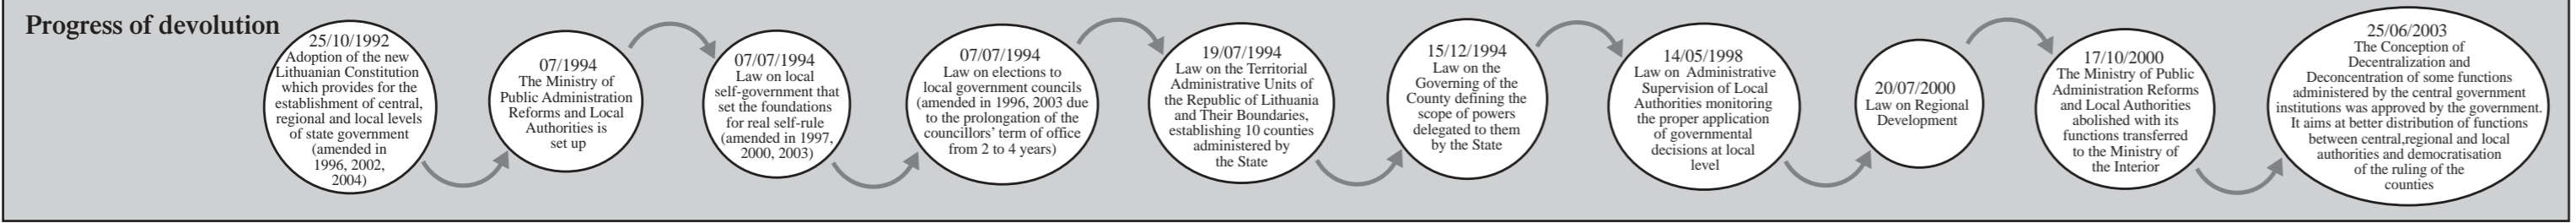 Progress of devolution
25/10/1992
Adoption of the new
Lithuanian Constitution
which provides for the
establishment of central,
regional and local levels
of state government
(amended in
1996, 2002,
2004)
07/1994
The Ministry of
Public Administration
Reforms and Local
Authorities is
set up
07/07/1994
Law on local
self-government that
set the foundations
for real self-rule
(amended in 1997,
2000, 2003)
07/07/1994
Law on elections to
local government councils
(amended in 1996, 2003 due
to the prolongation of the
councillors' term of office
from 2 to 4 years)
19/07/1994
Law on the Territorial
Administrative Units of
the Republic of Lithuania
and Their Boundaries,
establishing 10 counties
administered by
the State
15/12/1994
Law on the
Governing of the
County defining the
scope of powers
delegated to them
by the State
14/05/1998
Law on Administrative
Supervision of Local
Authorities monitoring
the proper application
of governmental
decisions at local
level
20/07/2000
Law on Regional
Development
17/10/2000
The Ministry of Public
Administration Reforms
and Local Authorities
abolished with its
functions transferred
to the Ministry of
the Interior
25/06/2003
The Conception of
Decentralization and
Deconcentration of some functions
administered by the central government
institutions was approved by the government.
It aims at better distribution of functions
between central,regional and local
authorities and democratisation
of the ruling of the
counties